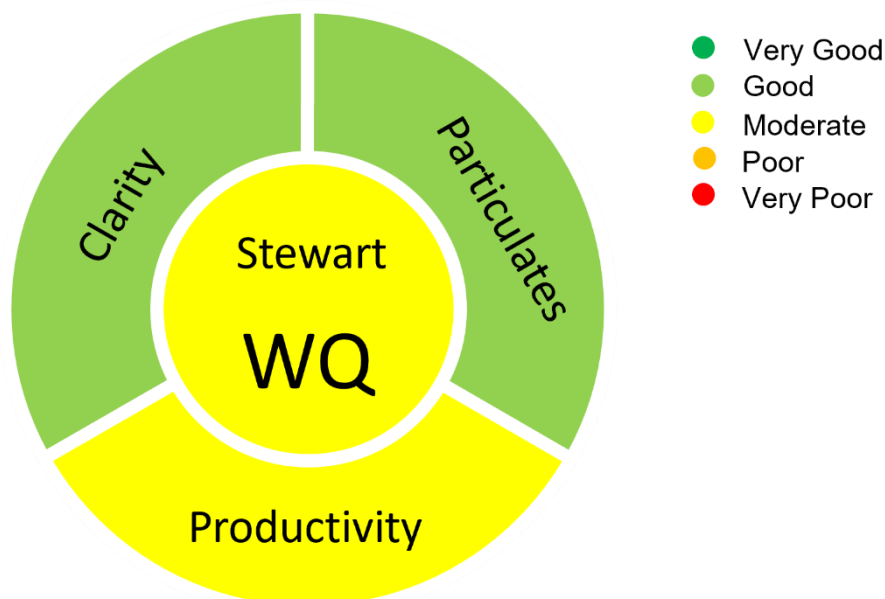 Clarity
Particulates
Stewart
WQ
Productivity
Very Good
Good
Moderate
Poor
Very Poor